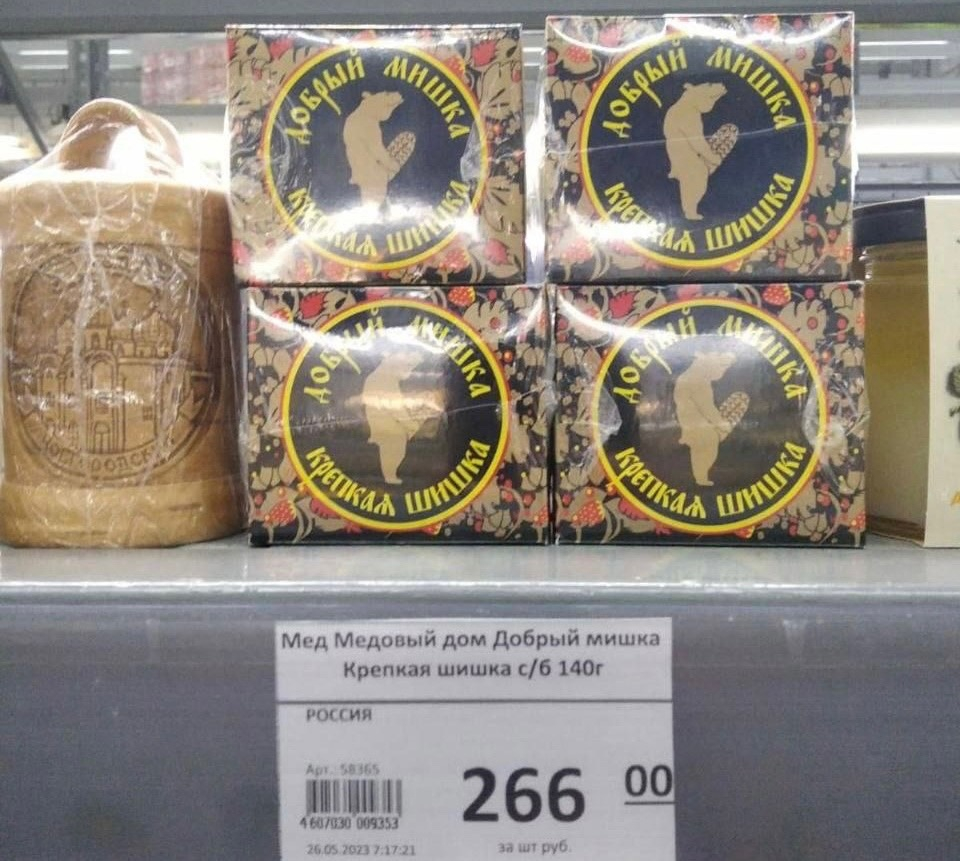 ДОБРЫЙ МИШКА
КРЕПКАЯ ШИШКА
ДОБРЫЙ МИШКА
КРЕПКАЯ ШИШКА
ДОБРЫЙ МИШКА
КРЕПКАЯ ШИШКА
ДОБРЫЙ МИШКА
КРЕПКАЯ ШИШКА
Мед Медовый дом Добрый мишка
Крепкая шишка с/б 140г
РОССИЯ
Арт.: 58365
266 00
4 607030 009353
26.05.2023 7:17:21
за шт руб.